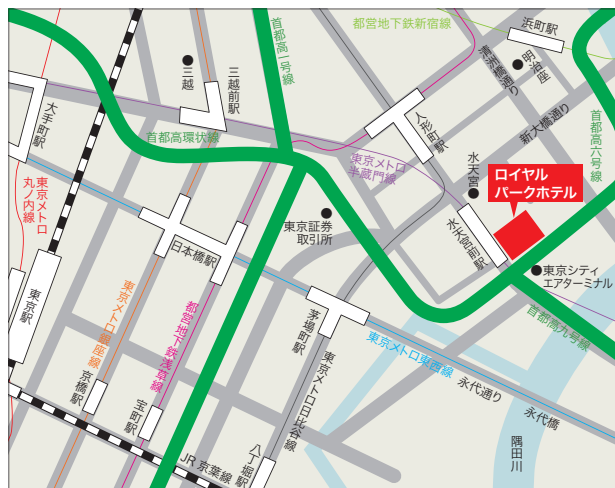 都営地下鉄新宿線
浜町駅
首都高一号線
清洲橋通り
明治座
三越
三越前駅
新大橋通り
首都高六号線
大手町駅
首都高環状線
人形町駅
東京メトロ
半蔵門線
水天宮
ロイヤル
パークホテル
東京メトロ
丸ノ内線
東京証券
取引所
水天宮前駅
日本橋駅
東京シティ
エアターミナル
東京駅
東京メトロ銀座線
都営地下鉄浅草線
茅場町駅
東京メトロ東西線
首都高九号線
京橋駅
宝町駅
東京メトロ日比谷線
永代通り
永代橋
隅田川
八丁堀駅
JR 京葉線